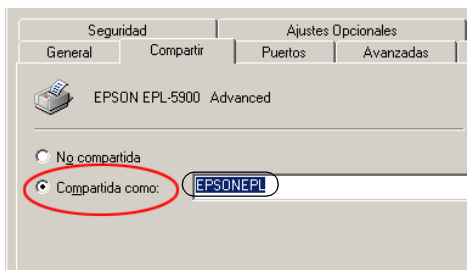 Seguridad Ajustes Opcionales
General Compartir Puertos Avanzadas
EPSON EPL-5900 Advanced
No compartida
Compartida como: EPSONEPL